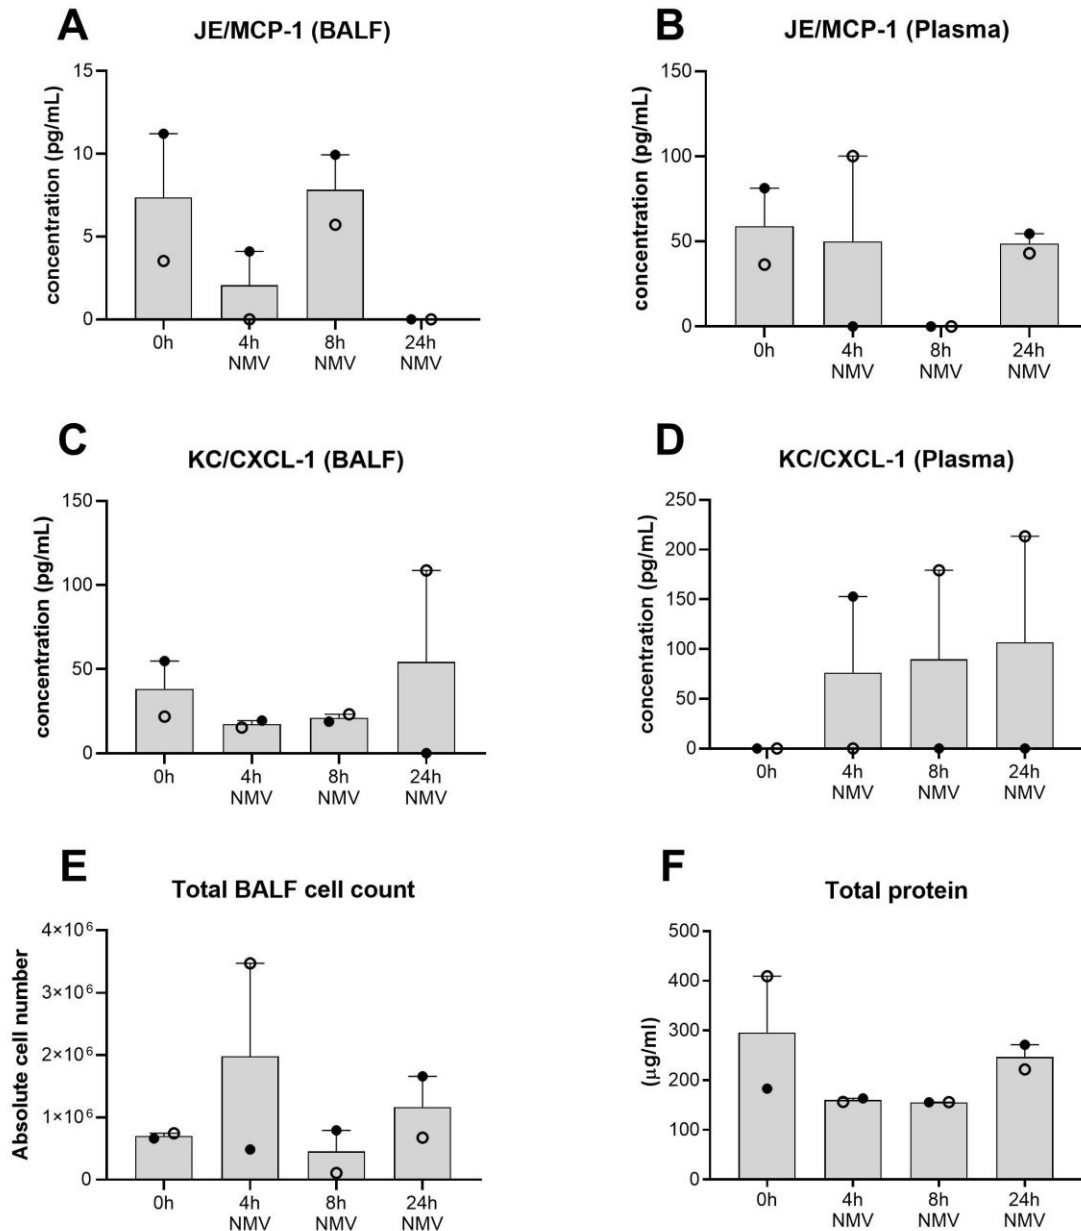 A
JE/MCP-1 (BALF)
concentration (pg/mL)
15
10
5
0
0h
4h
NMV
8h
NMV
24h
NMV
B
JE/MCP-1 (Plasma)
concentration (pg/mL)
150
100
50
0
0h
4h
NMV
8h
NMV
24h
NMV
C
KC/CXCL-1 (BALF)
concentration (pg/mL)
150
100
50
0
0h
4h
NMV
8h
NMV
24h
NMV
D
KC/CXCL-1 (Plasma)
concentration (pg/mL)
250
200
150
100
50
0
0h
4h
NMV
8h
NMV
24h
NMV
E
Total BALF cell count
Absolute cell number
4×10⁶
3×10⁶
2×10⁶
1×10⁶
0
0h
4h
NMV
8h
NMV
24h
NMV
F
Total protein
(µg/ml)
500
400
300
200
100
0
0h
4h
NMV
8h
NMV
24h
NMV